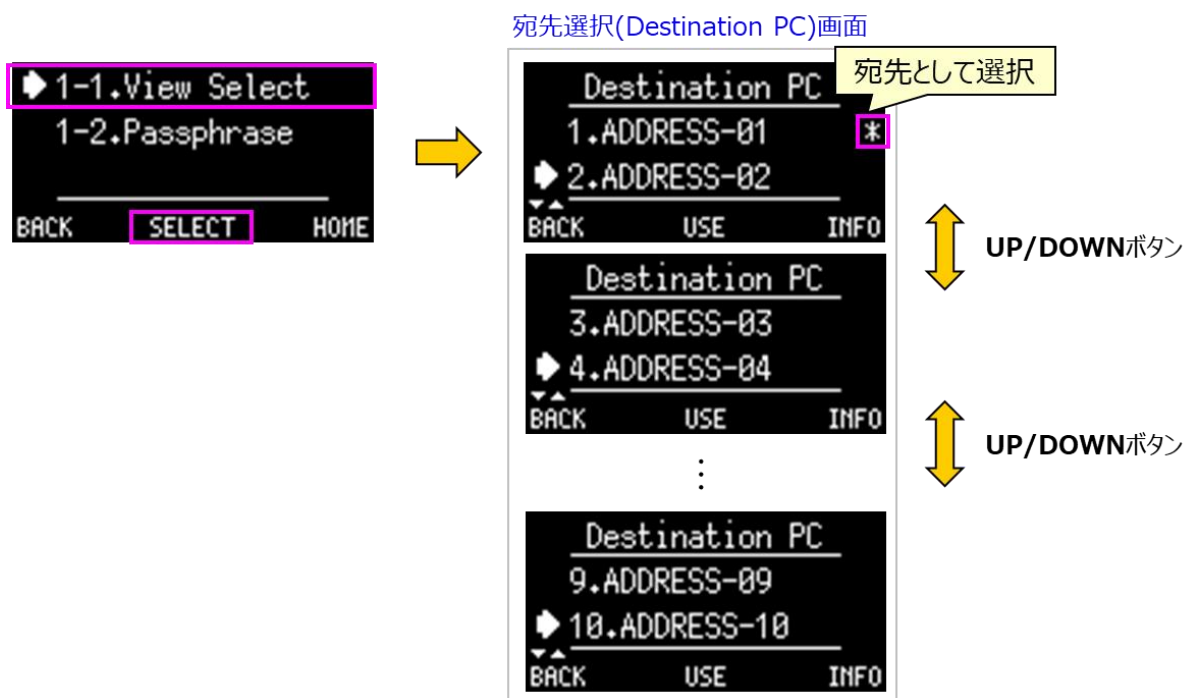 宛先選択(Destination PC)画面
1-1.View Select
1-2.Passphrase
BACK SELECT HOME
宛先として選択
Destination PC
1.ADDRESS-01 *
2.ADDRESS-02
BACK USE INFO
UP/DOWNボタン
Destination PC
3.ADDRESS-03
4.ADDRESS-04
BACK USE INFO
UP/DOWNボタン
⋮
Destination PC
9.ADDRESS-09
10.ADDRESS-10
BACK USE INFO